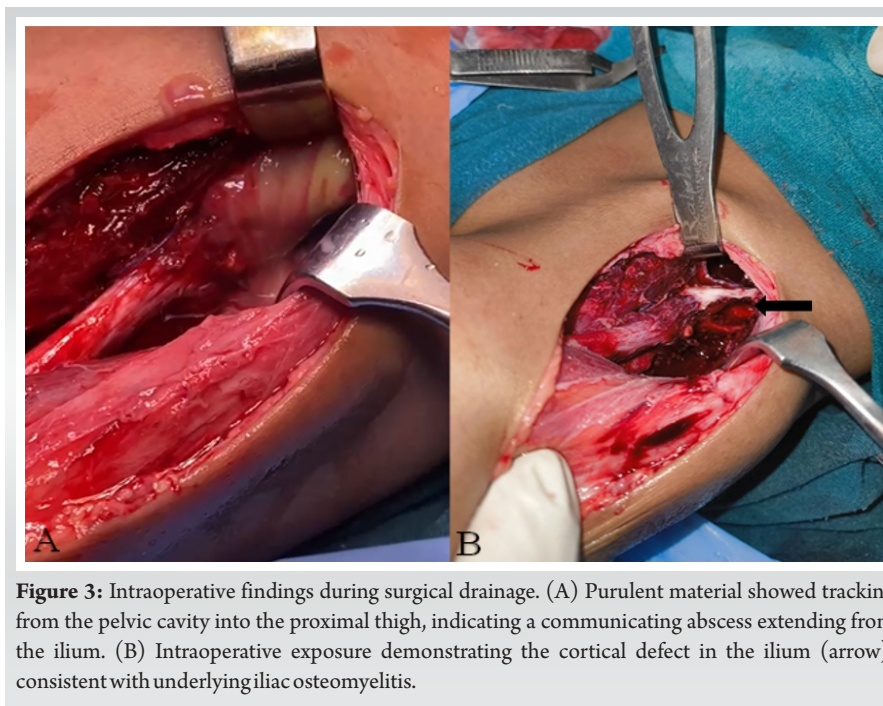 A
B
Figure 3: Intraoperative findings during surgical drainage. (A) Purulent material showed trackin
from the pelvic cavity into the proximal thigh, indicating a communicating abscess extending fron
the ilium. (B) Intraoperative exposure demonstrating the cortical defect in the ilium (arrow)
consistent with underlying iliac osteomyelitis.